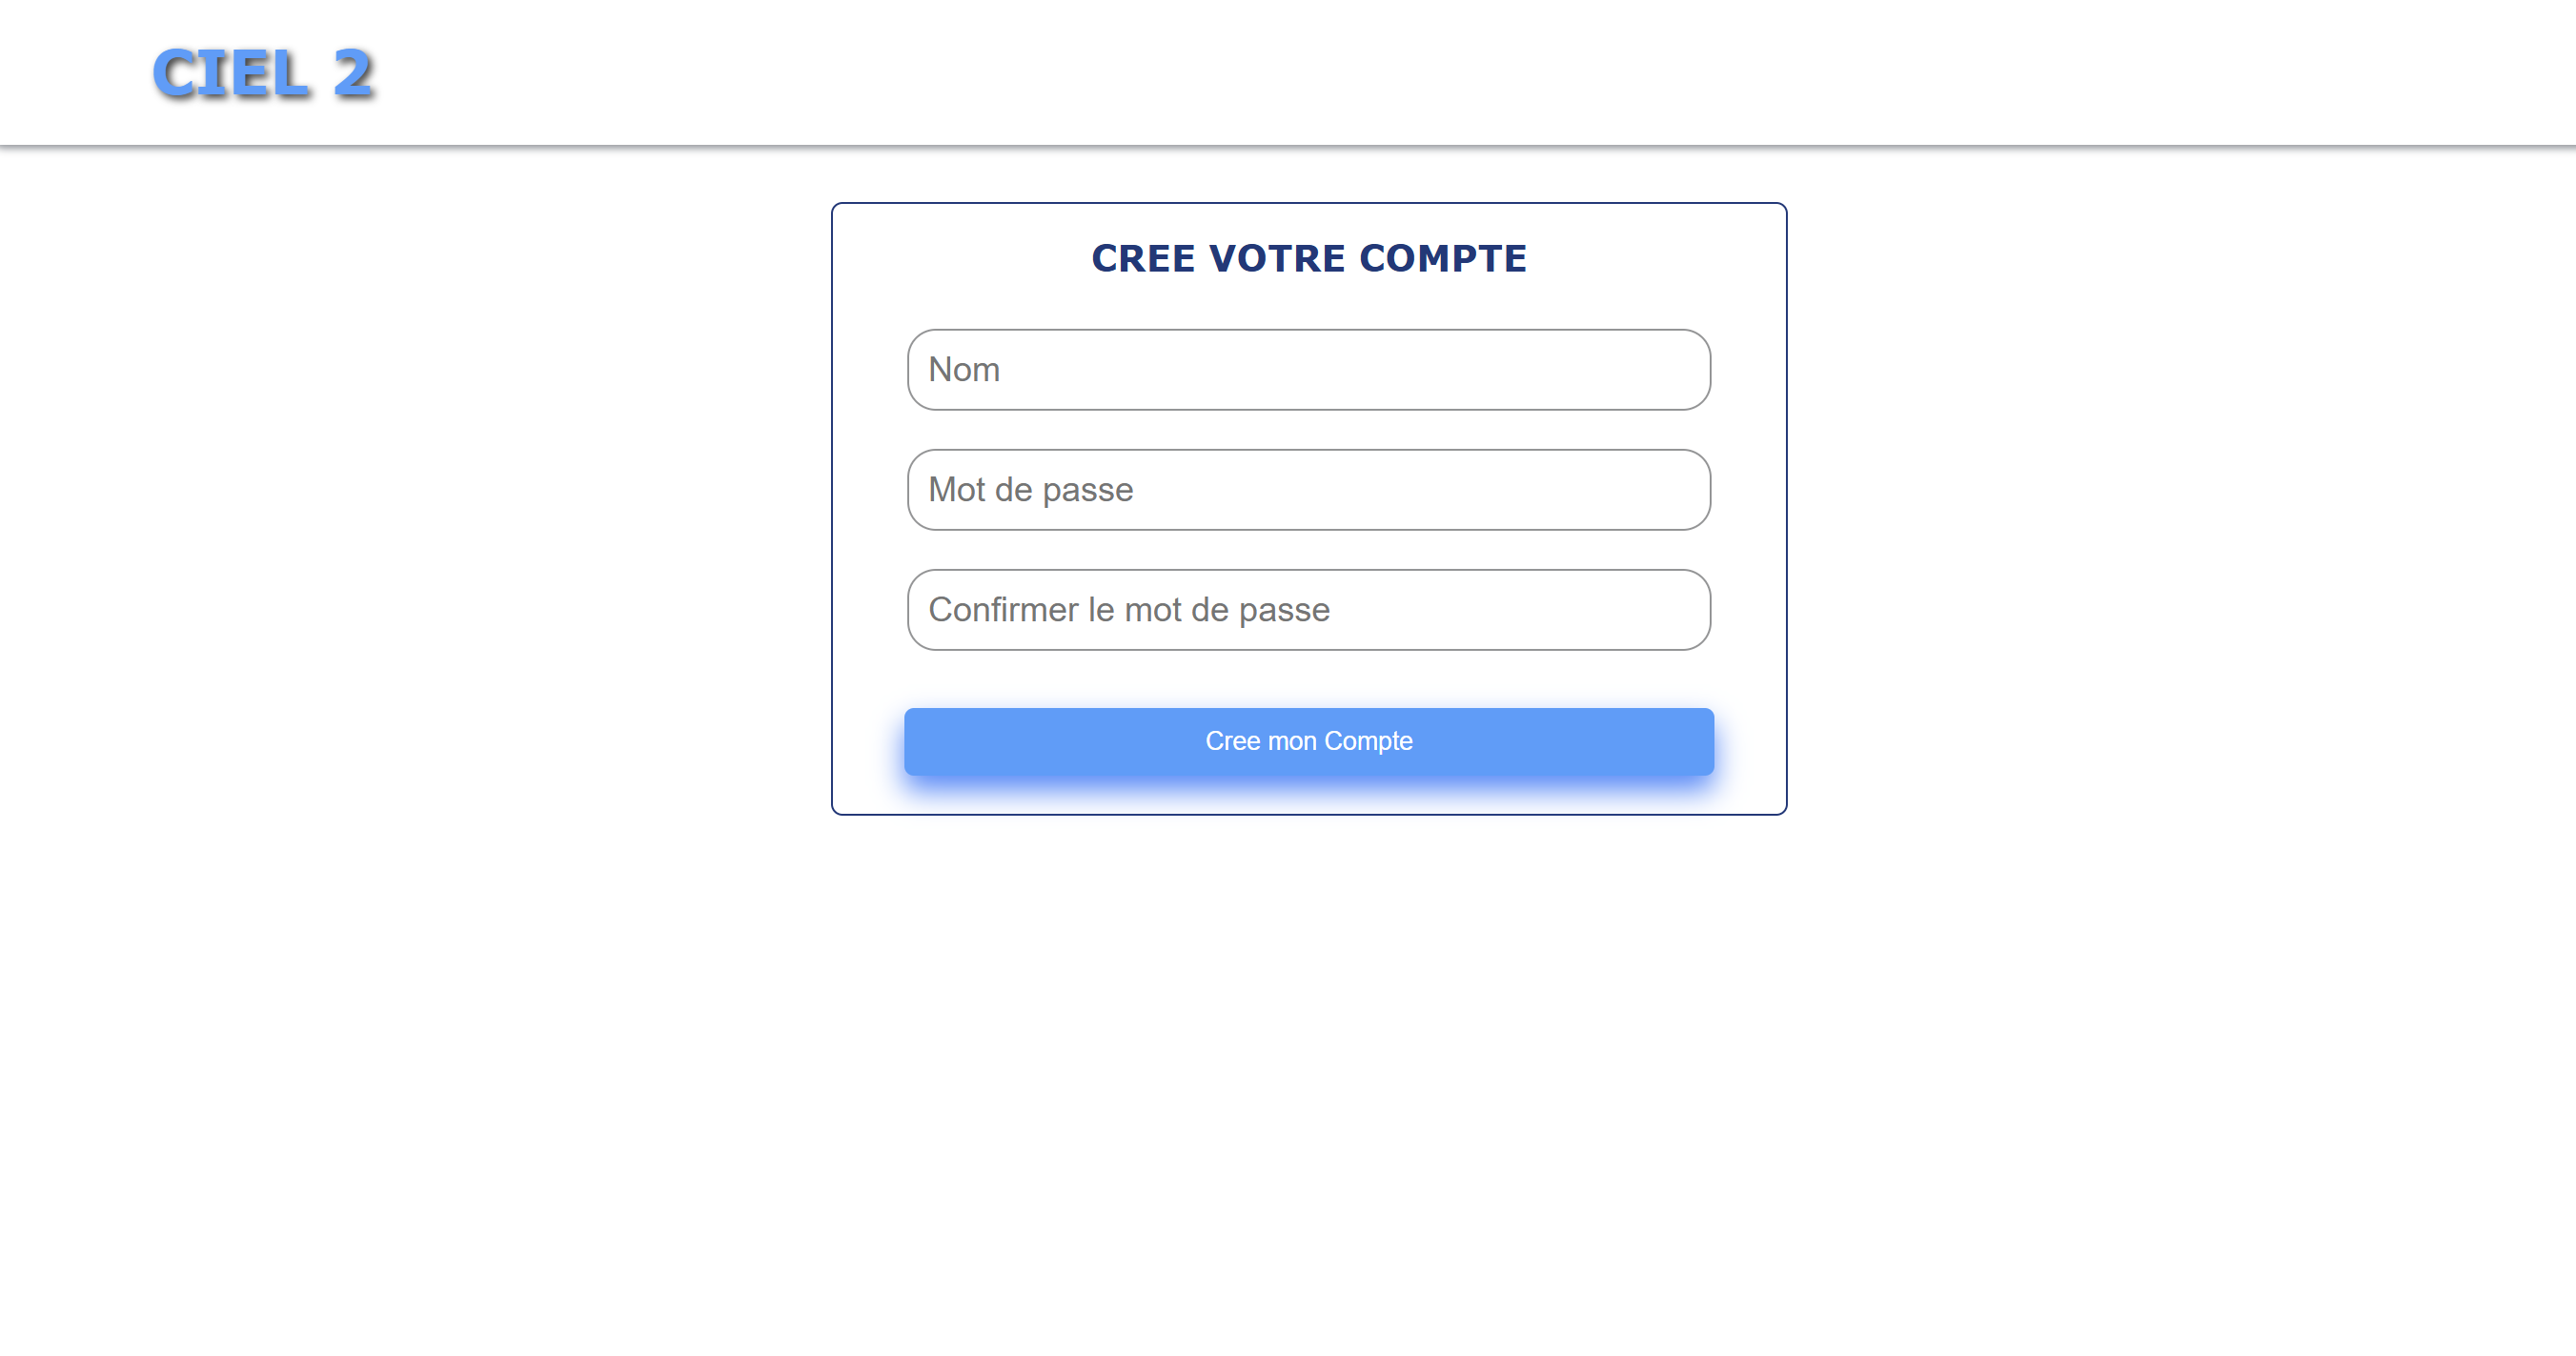 CIEL 2
CREE VOTRE COMPTE
Nom
Mot de passe
Confirmer le mot de passe
Cree mon Compte